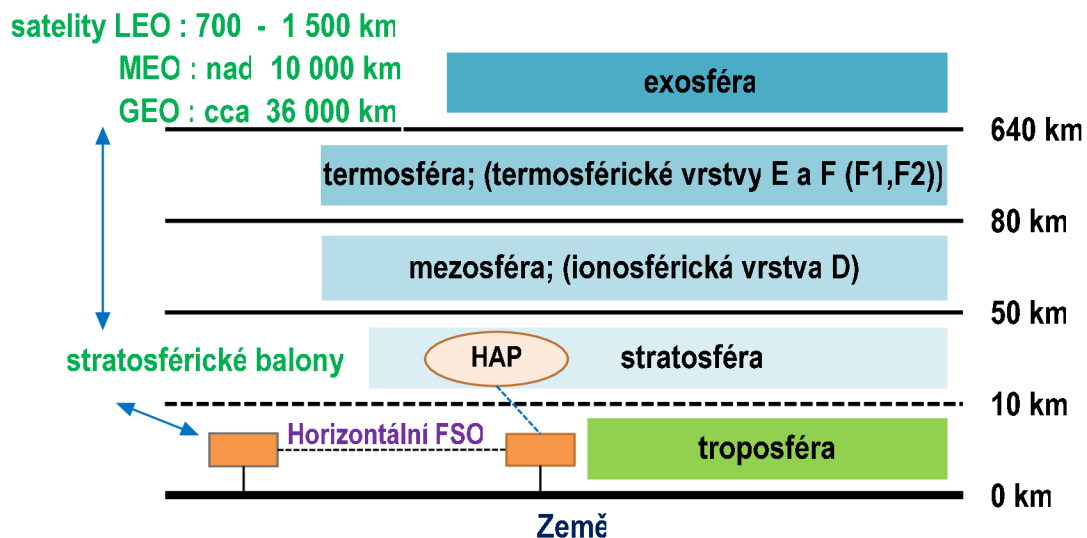 satelity LEO : 700 - 1 500 km
MEO : nad 10 000 km
GEO : cca 36 000 km
exosféra
640 km
termosféra; (termosférické vrstvy E a F (F1,F2))
80 km
mezosféra; (ionosférická vrstva D)
50 km
stratosférické balony
HAP
stratosféra
10 km
Horizontální FSO
troposféra
0 km
Země